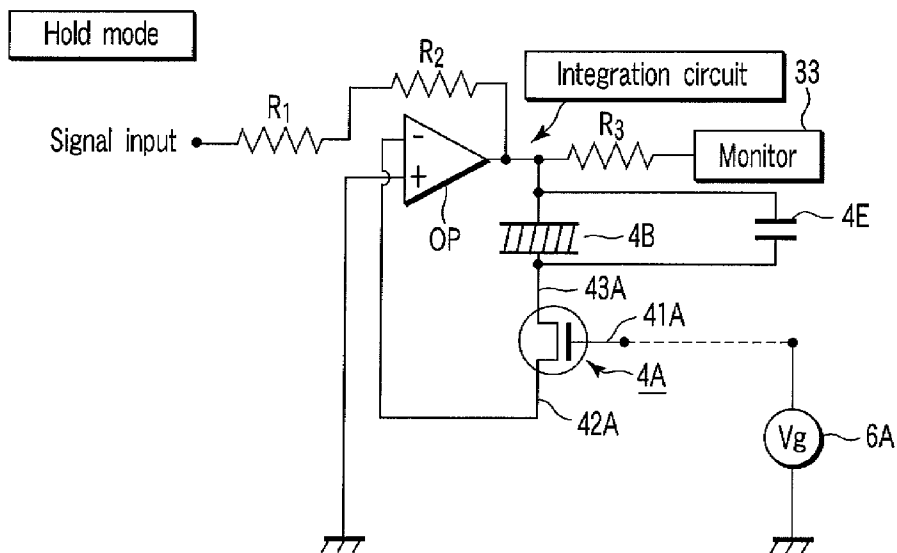 Hold mode
R2
Integration circuit
33
R1
R3
Signal input
Monitor
-
+
OP
4B
4E
43A
41A
4A
42A
Vg
6A